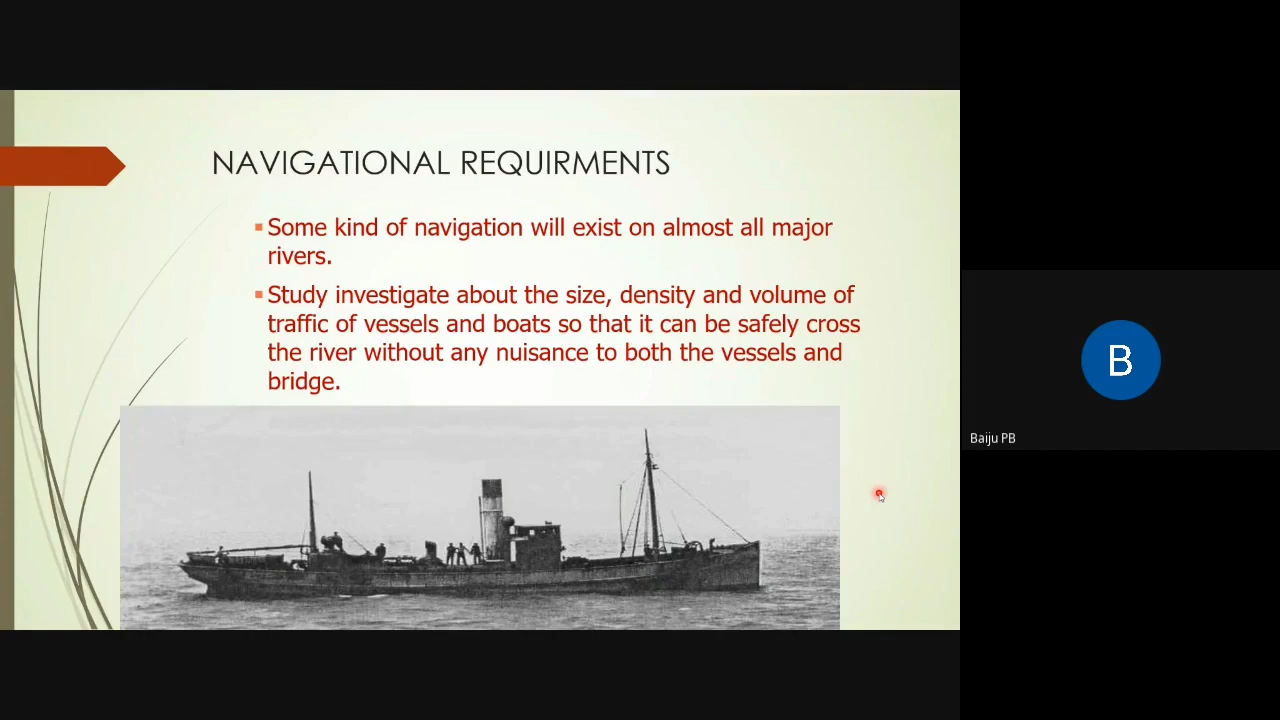 NAVIGATIONAL REQUIRMENTS
Some kind of navigation will exist on almost all major
rivers.
Study investigate about the size, density and volume of
traffic of vessels and boats so that it can be safely cross
the river without any nuisance to both the vessels and
bridge.
B
Baiju PB